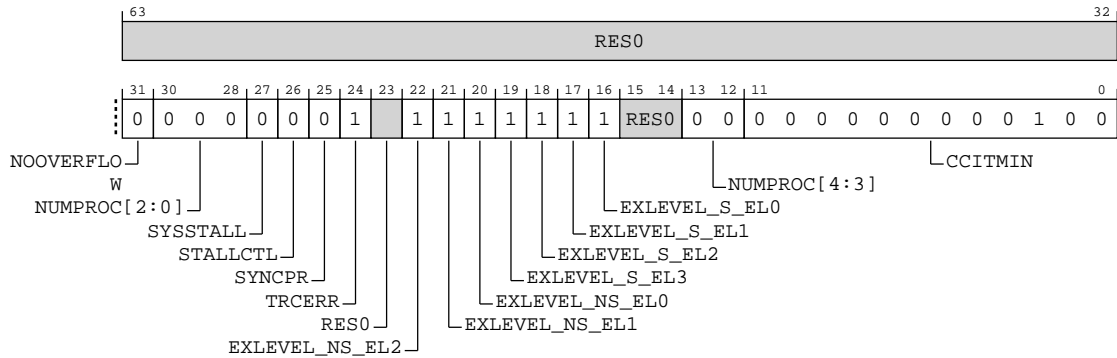 63 32
RES0
31 30 28 27 26 25 24 23 22 21 20 19 18 17 16 15 14 13 12 11 0
0 0 0 0 0 0 0 1 1 1 1 1 1 1 1 RES0 0 0 0 0 0 0 0 0 0 0 0 1 0 0
NOOVERFLO CCITMIN
W NUMPROC[4:3]
NUMPROC[2:0] EXLEVEL_S_EL0
SYSSTALL EXLEVEL_S_EL1
STALLCTL EXLEVEL_S_EL2
SYNCPR EXLEVEL_S_EL3
TRCERR EXLEVEL_NS_EL0
RES0 EXLEVEL_NS_EL1
EXLEVEL_NS_EL2